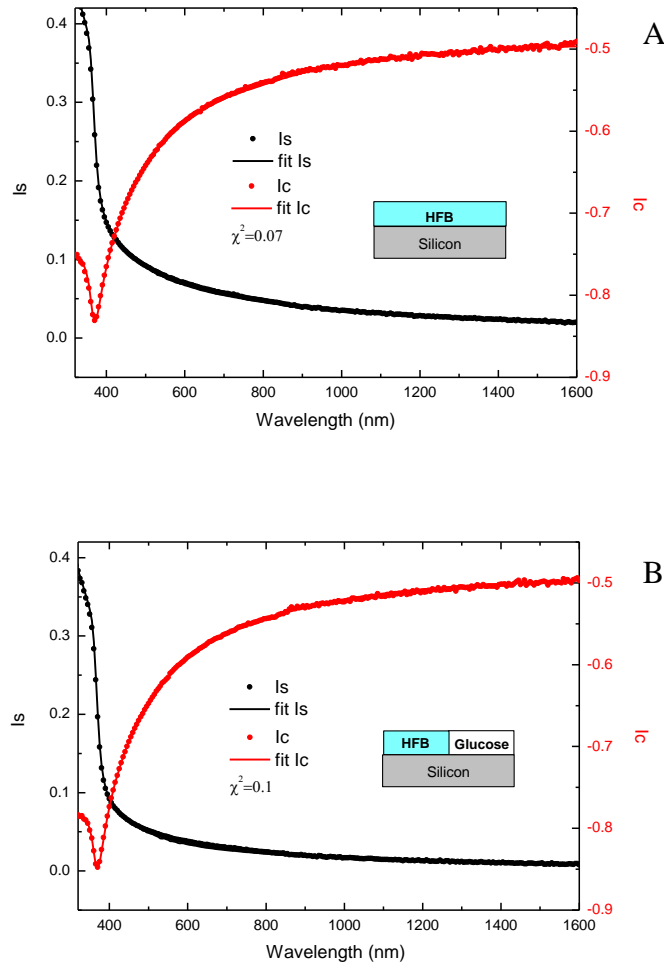 A
0.4
0.3
0.2
0.1
0.0
Is
-0.5
-0.6
-0.7
-0.8
-0.9
Ic
Is
fit Is
Ic
fit Ic
χ²=0.07
HFB
Silicon
400 600 800 1000 1200 1400 1600
Wavelength (nm)
B
0.4
0.3
0.2
0.1
0.0
Is
-0.5
-0.6
-0.7
-0.8
-0.9
Ic
Is
fit Is
Ic
fit Ic
χ²=0.1
HFB Glucose
Silicon
400 600 800 1000 1200 1400 1600
Wavelength (nm)